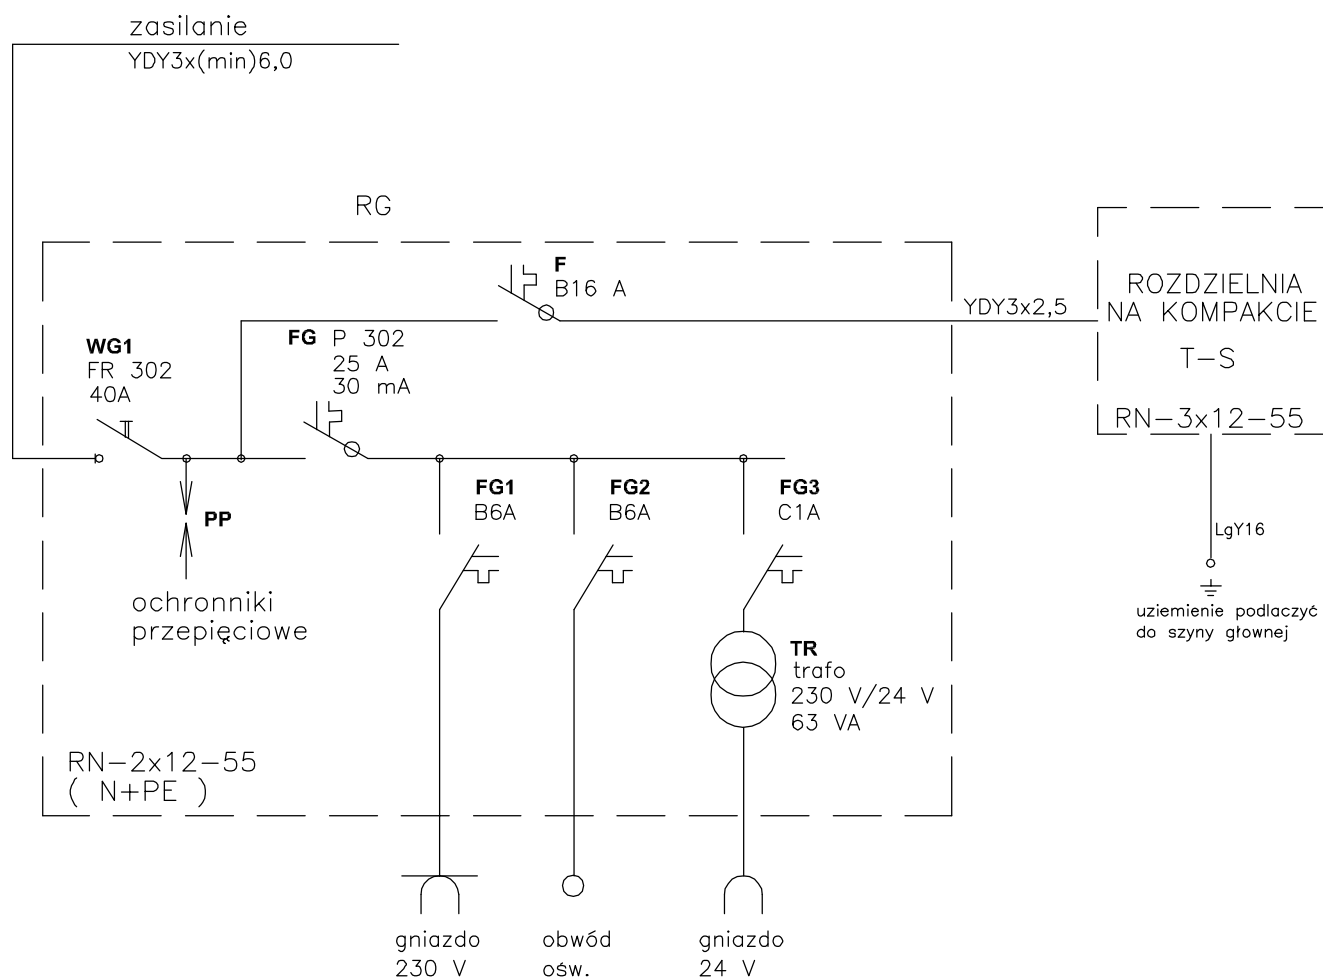 zasilanie
YDY3x(min)6,0
RG
F
B16 A
YDY3x2,5
ROZDZIELNIA
NA KOMPAKCIE
T-S
RN-3x12-55
WG1
FR 302
40A
FG P 302
25 A
30 mA
FG1
B6A
FG2
B6A
FG3
C1A
PP
LgY16
ochronniki
przepięciowe
uziemienie podlaczyć
do szyny głownej
TR
trafo
230 V/24 V
63 VA
RN-2x12-55
( N+PE )
gniazdo
230 V
obwód
ośw.
gniazdo
24 V